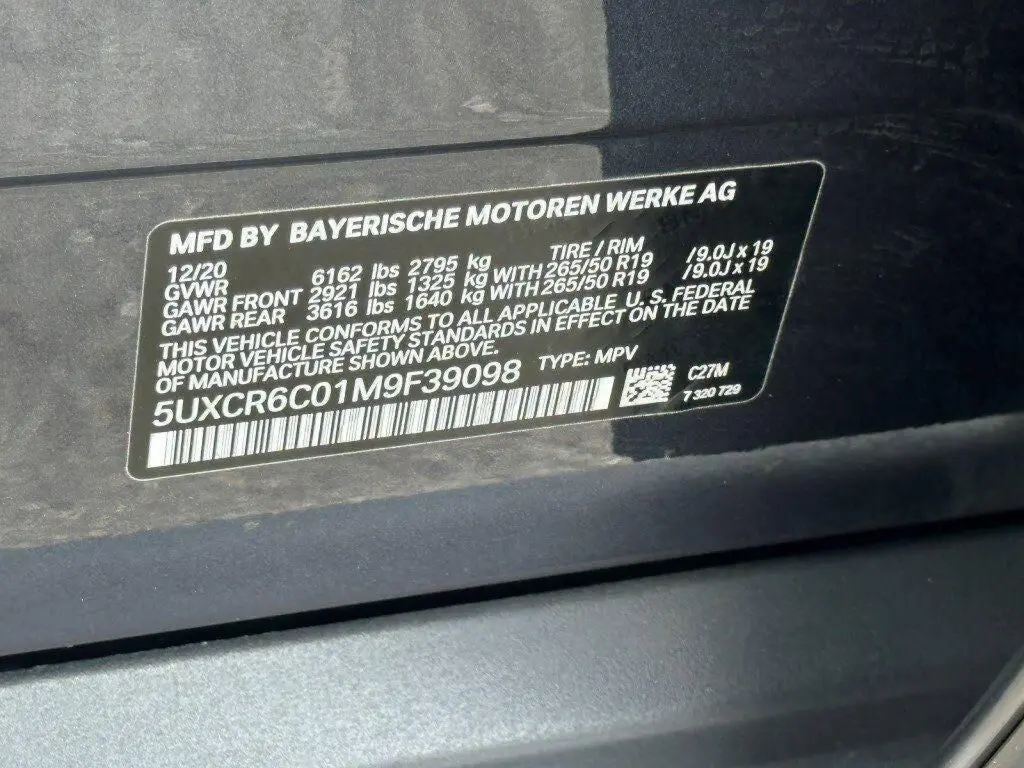 MFD BY BAYERISCHE MOTOREN WERKE AG
12/20 TIRE / RIM
GVWR 6162 lbs 2795 kg
GAWR FRONT 2921 lbs 1325 kg WITH 265/50 R19 /9.0J x 19
GAWR REAR 3616 lbs 1640 kg WITH 265/50 R19 /9.0J x 19
THIS VEHICLE CONFORMS TO ALL APPLICABLE U. S. FEDERAL
MOTOR VEHICLE SAFETY STANDARDS IN EFFECT ON THE DATE
OF MANUFACTURE SHOWN ABOVE.
5UXCR6C01M9F39098 TYPE: MPV
C27M
7 320 729